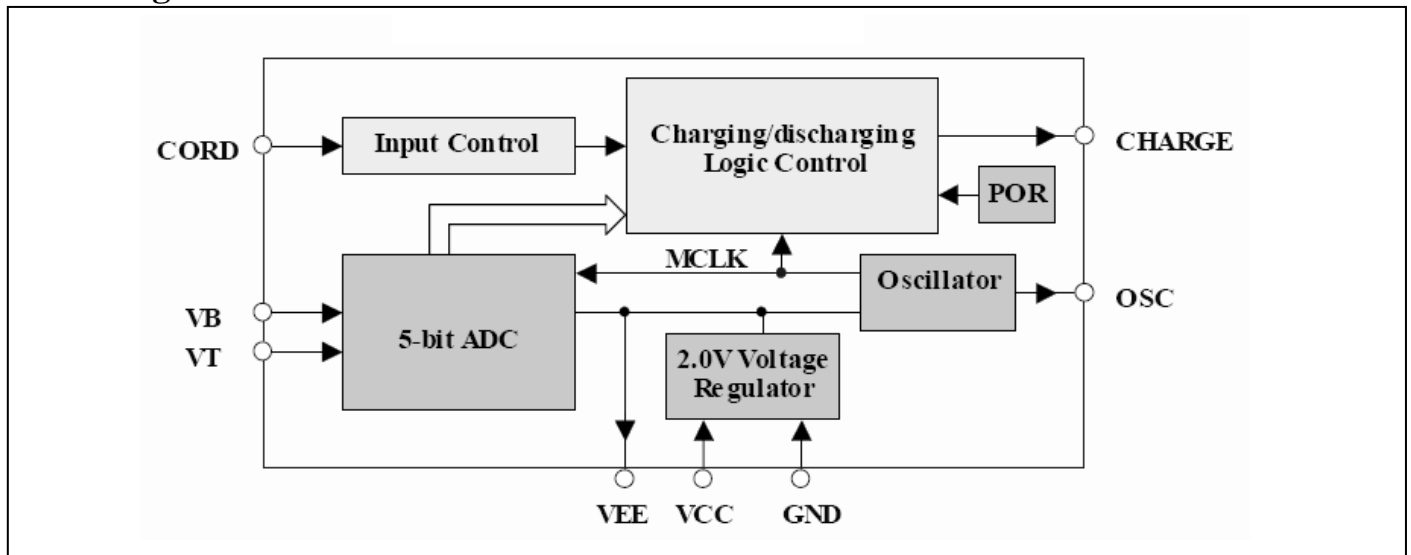 CORD
Input Control
Charging/discharging
Logic Control
CHARGE
POR
MCLK
Oscillator
OSC
VB
VT
5-bit ADC
2.0V Voltage
Regulator
VEE
VCC
GND